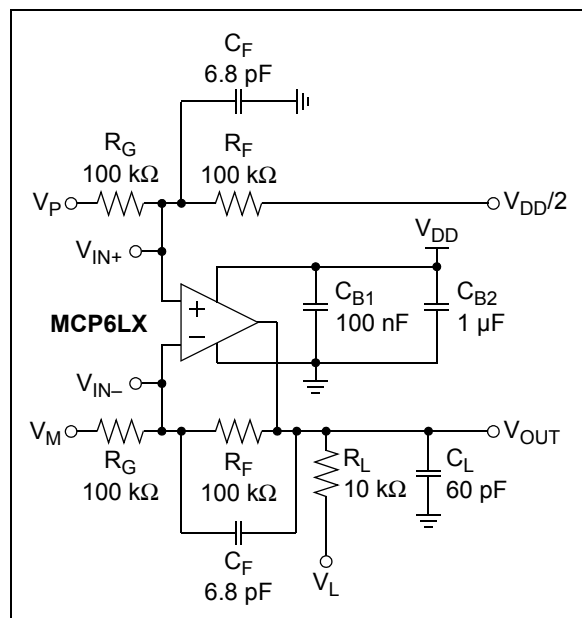 C_F
6.8 pF
R_G
100 kΩ
R_F
100 kΩ
V_P
V_DD/2
V_IN+
V_DD
MCP6LX
+
−
C_B1
100 nF
C_B2
1 µF
V_IN–
V_M
V_OUT
R_G
100 kΩ
R_F
100 kΩ
R_L
10 kΩ
C_L
60 pF
C_F
6.8 pF
V_L